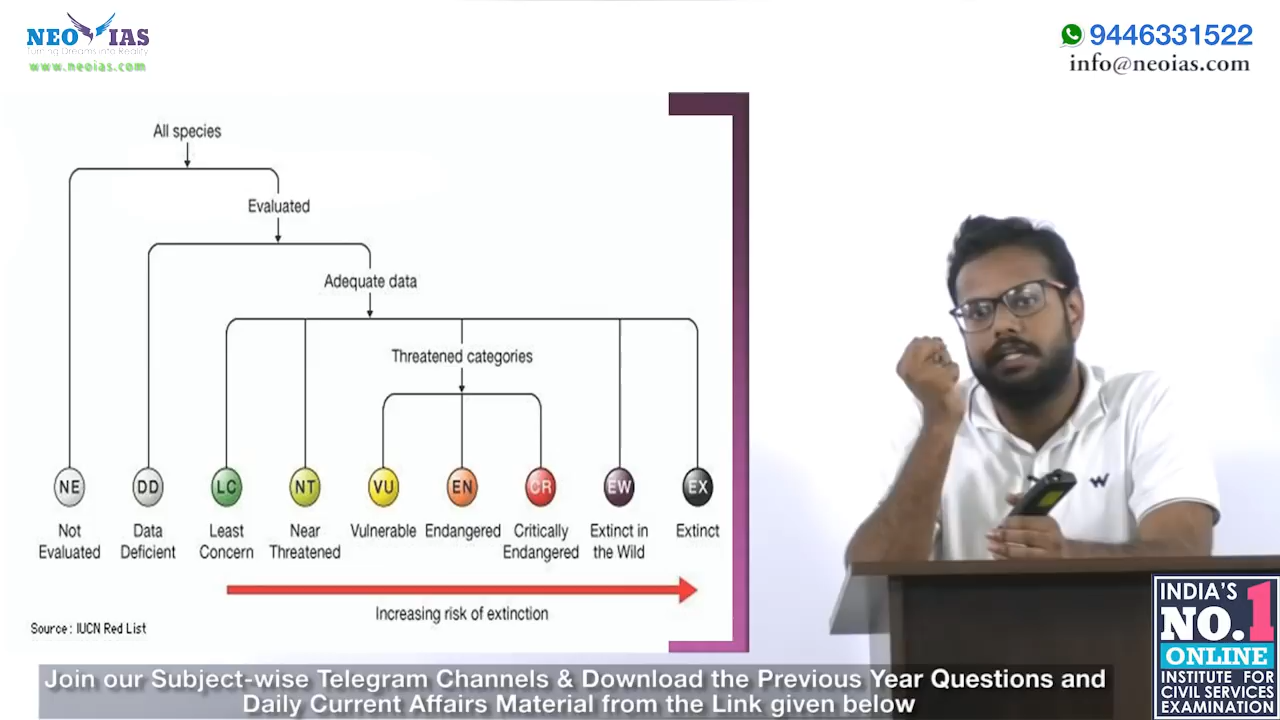 NEO IAS
Turning Dreams into Reality
www.neoias.com
9446331522
info@neoias.com
All species
Evaluated
Adequate data
Threatened categories
NE
DD
LC
NT
VU
EN
CR
EW
EX
Not
Evaluated
Data
Deficient
Least
Concern
Near
Threatened
Vulnerable
Endangered
Critically
Endangered
Extinct in
the Wild
Extinct
Increasing risk of extinction
Source: IUCN Red List
INDIA'S
NO.1
ONLINE
INSTITUTE FOR
CIVIL SERVICES
EXAMINATION
Join our Subject-wise Telegram Channels & Download the Previous Year Questions and
Daily Current Affairs Material from the Link given below